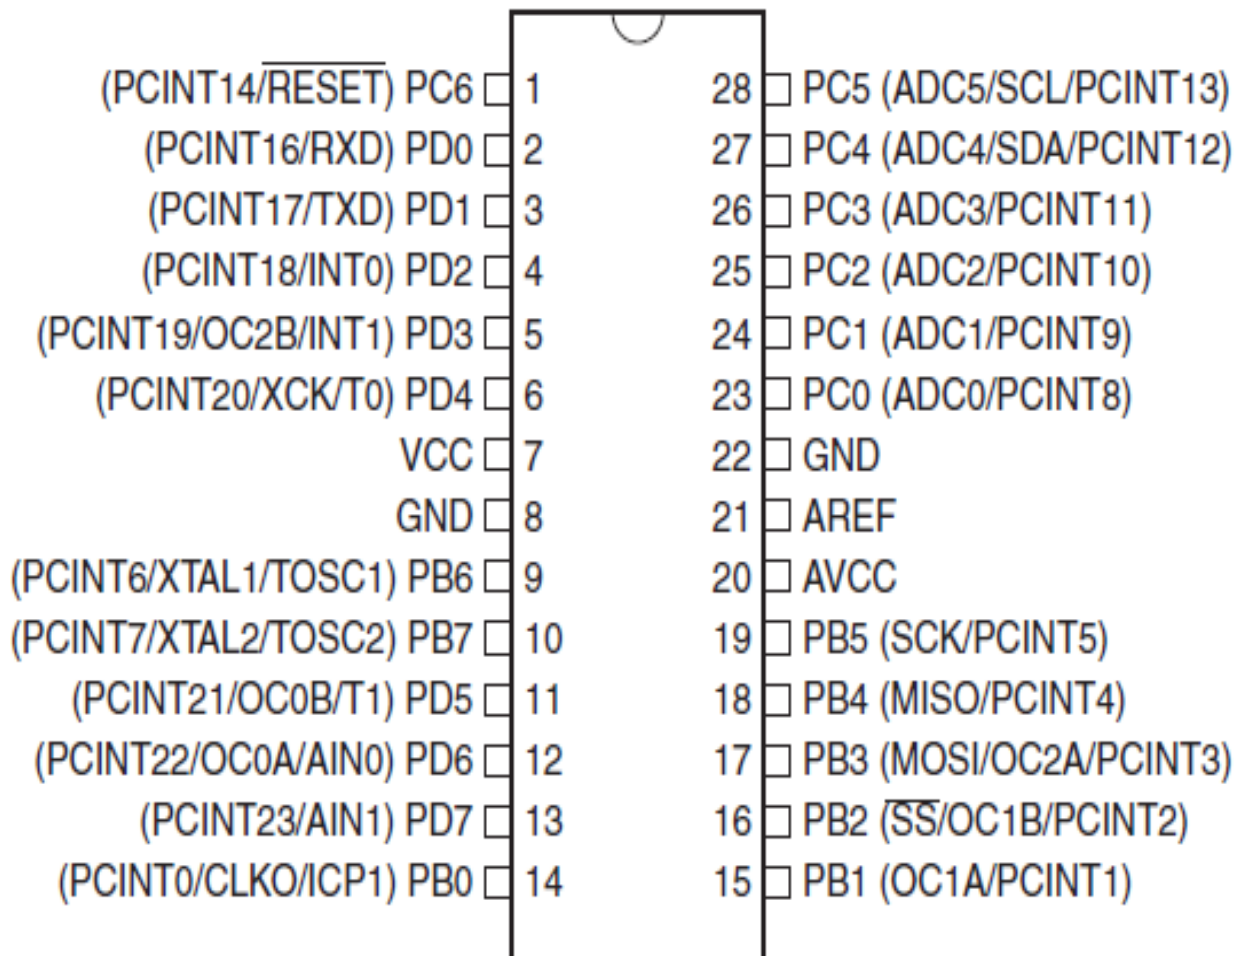 (PCINT14/RESET) PC6 1 28 PC5 (ADC5/SCL/PCINT13)
(PCINT16/RXD) PD0 2 27 PC4 (ADC4/SDA/PCINT12)
(PCINT17/TXD) PD1 3 26 PC3 (ADC3/PCINT11)
(PCINT18/INT0) PD2 4 25 PC2 (ADC2/PCINT10)
(PCINT19/OC2B/INT1) PD3 5 24 PC1 (ADC1/PCINT9)
(PCINT20/XCK/T0) PD4 6 23 PC0 (ADC0/PCINT8)
VCC 7 22 GND
GND 8 21 AREF
(PCINT6/XTAL1/TOSC1) PB6 9 20 AVCC
(PCINT7/XTAL2/TOSC2) PB7 10 19 PB5 (SCK/PCINT5)
(PCINT21/OC0B/T1) PD5 11 18 PB4 (MISO/PCINT4)
(PCINT22/OC0A/AIN0) PD6 12 17 PB3 (MOSI/OC2A/PCINT3)
(PCINT23/AIN1) PD7 13 16 PB2 (SS/OC1B/PCINT2)
(PCINT0/CLKO/ICP1) PB0 14 15 PB1 (OC1A/PCINT1)